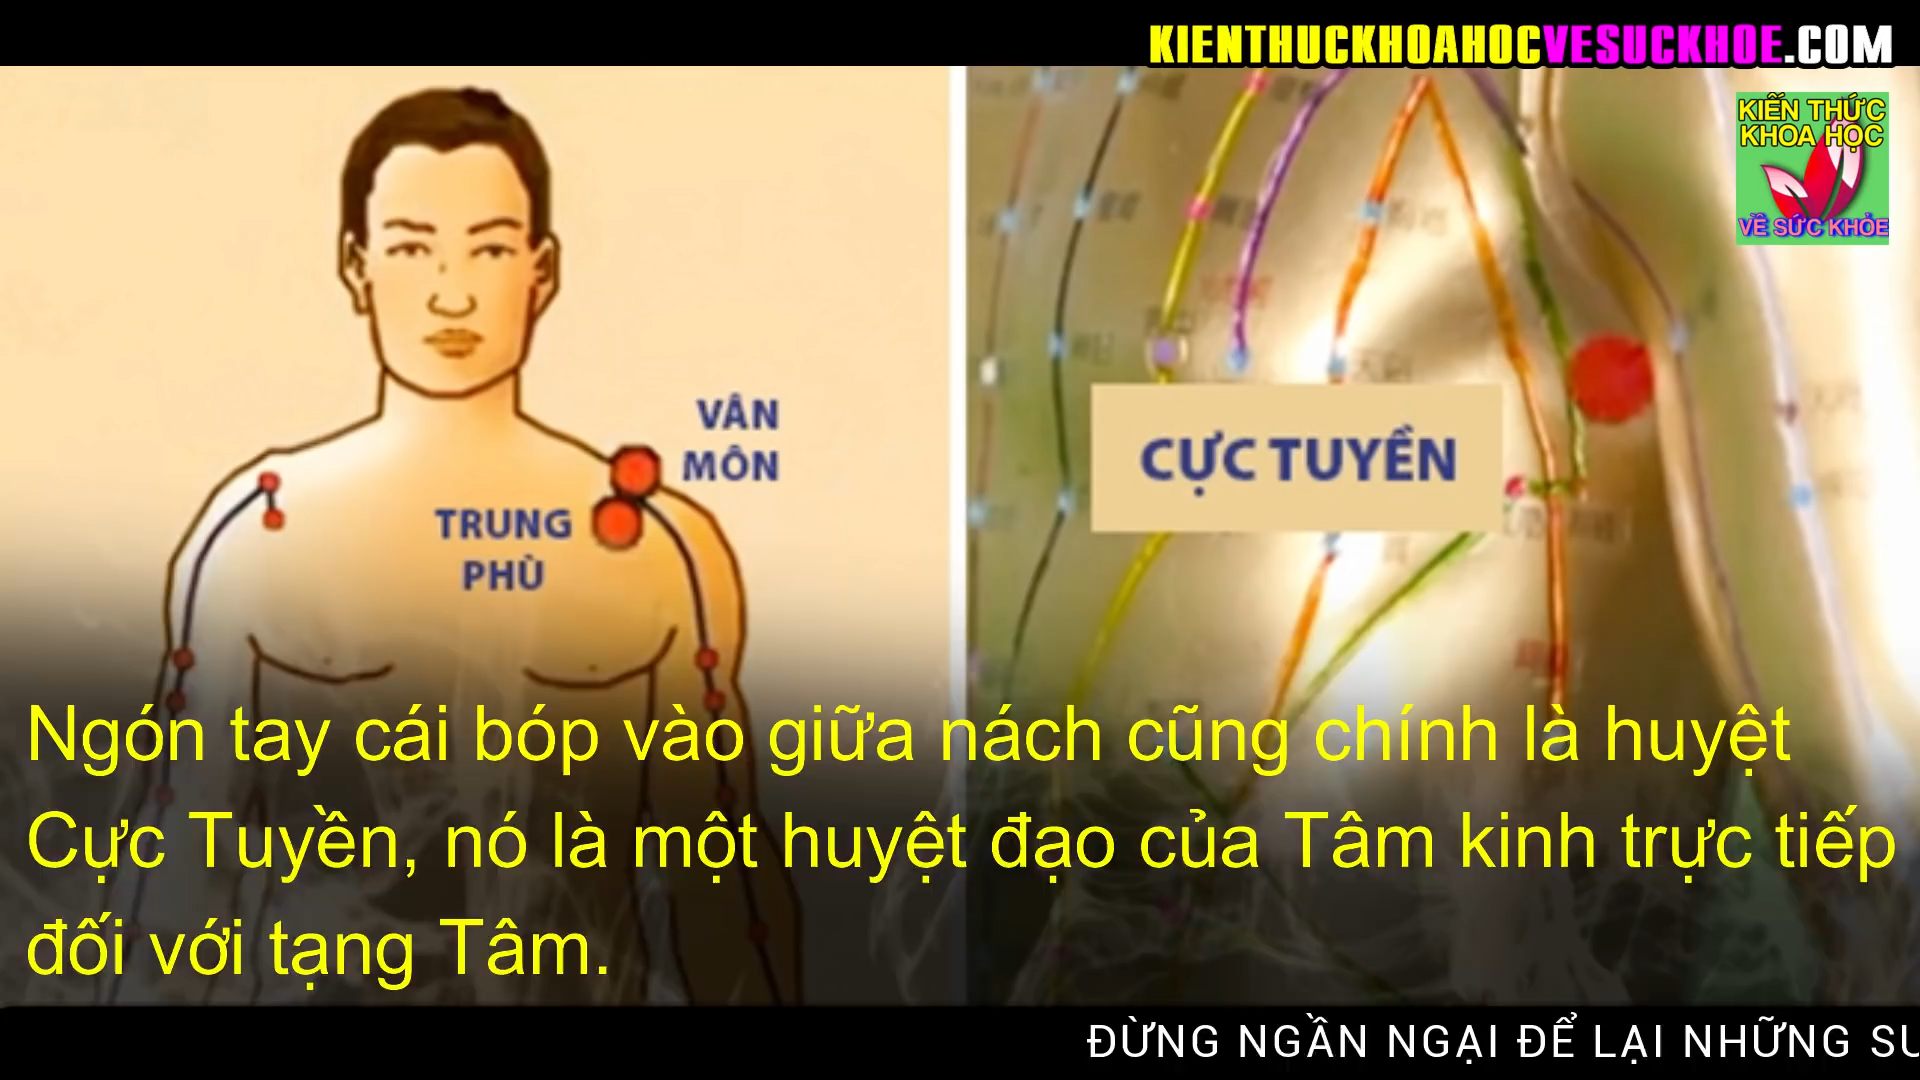 KIENTHUCKHOAHOCVESUCKHOE.COM
KIẾN THỨC
KHOA HỌC
VỀ SỨC KHỎE
VÂN
MÔN
TRUNG
PHÙ
CỰC TUYỀN
Ngón tay cái bóp vào giữa nách cũng chính là huyệt
Cực Tuyền, nó là một huyệt đạo của Tâm kinh trực tiếp
đối với tạng Tâm.
ĐỪNG NGẦN NGẠI ĐỂ LẠI NHỮNG SU